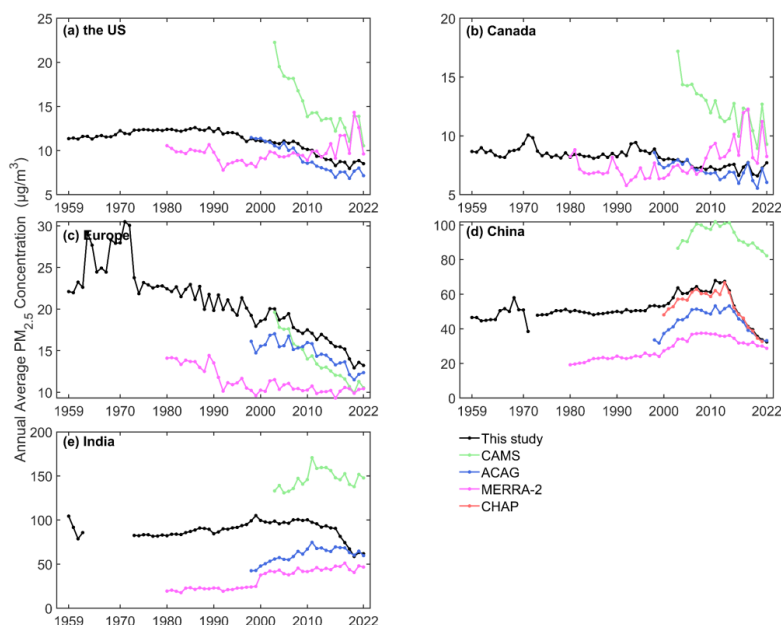 Annual Average PM2.5 Concentration (μg/m³)
(a) the US
25
20
15
10
5
1959 1970 1980 1990 2000 2010 2022
(b) Canada
20
15
10
5
1959 1970 1980 1990 2000 2010 2022
(c) Europe
30
25
20
15
10
1959 1970 1980 1990 2000 2010 2022
(d) China
100
80
60
40
20
0
1959 1970 1980 1990 2000 2010 2022
(e) India
200
150
100
50
0
1959 1970 1980 1990 2000 2010 2022
This study
CAMS
ACAG
MERRA-2
CHAP